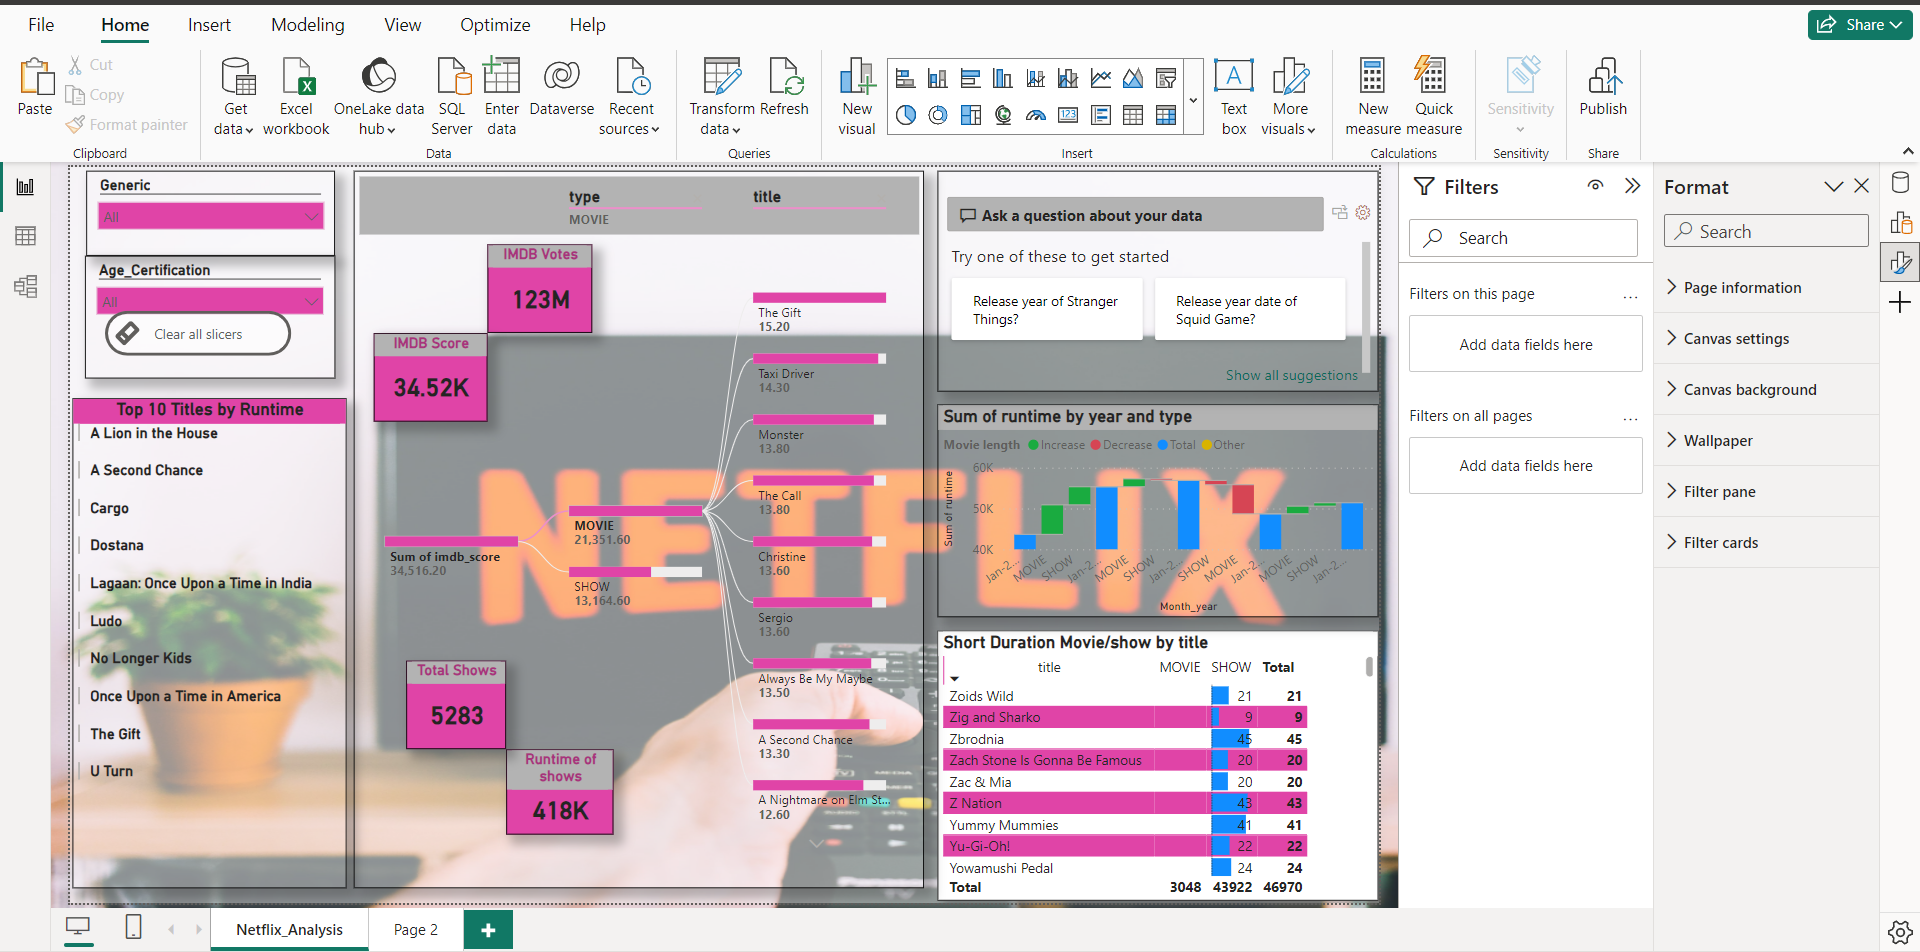 File
Home
Insert
Modeling
View
Optimize
Help
Share
Paste
Cut
Copy
Format painter
Clipboard
Get data
Excel workbook
OneLake data hub
SQL Server
Enter data
Dataverse
Recent sources
Data
Transform data
Refresh
Queries
New visual
Text box
More visuals
Insert
New measure
Quick measure
Calculations
Sensitivity
Sensitivity
Publish
Share
Generic
All
Age_Certification
All
Clear all slicers
Top 10 Titles by Runtime
A Lion in the House
A Second Chance
Cargo
Dostana
Lagaan: Once Upon a Time in India
Ludo
No Longer Kids
Once Upon a Time in America
The Gift
U Turn
type
MOVIE
title
IMDB Votes
123M
IMDB Score
34.52K
Sum of imdb_score
34,516.20
MOVIE
21,351.60
SHOW
13,164.60
The Gift
15.20
Taxi Driver
14.30
Monster
13.80
The Call
13.80
Christine
13.60
Sergio
13.60
Always Be My Maybe
13.50
A Second Chance
13.30
A Nightmare on Elm St...
12.60
NETFLIX
Total Shows
5283
Runtime of shows
418K
Panasonic
Ask a question about your data
Try one of these to get started
Release year of Stranger Things?
Release year date of Squid Game?
Show all suggestions
Sum of runtime by year and type
Movie length Increase Decrease Total Other
Sum of runtime
60K
50K
40K
Jan-2... MOVIE SHOW Jan-2... MOVIE SHOW Jan-2... SHOW MOVIE Jan-2... MOVIE SHOW Jan-2...
Month_year
Short Duration Movie/show by title
title MOVIE SHOW Total
Zoids Wild 21 21
Zig and Sharko 9 9
Zbrodnia 45 45
Zach Stone Is Gonna Be Famous 20 20
Zac & Mia 20 20
Z Nation 43 43
Yummy Mummies 41 41
Yu-Gi-Oh! 22 22
Yowamushi Pedal 24 24
Total 3048 43922 46970
Filters
Search
Filters on this page
...
Add data fields here
Filters on all pages
...
Add data fields here
Format
Search
Page information
Canvas settings
Canvas background
Wallpaper
Filter pane
Filter cards
Netflix_Analysis
Page 2
+